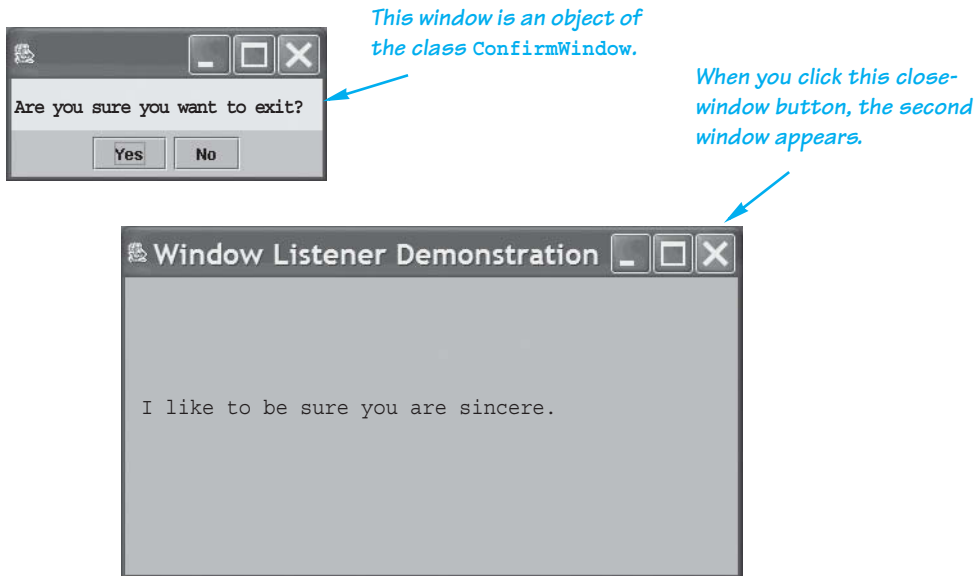 This window is an object of
the class ConfirmWindow.
Are you sure you want to exit?
Yes
No
When you click this close-
window button, the second
window appears.
Window Listener Demonstration
I like to be sure you are sincere.